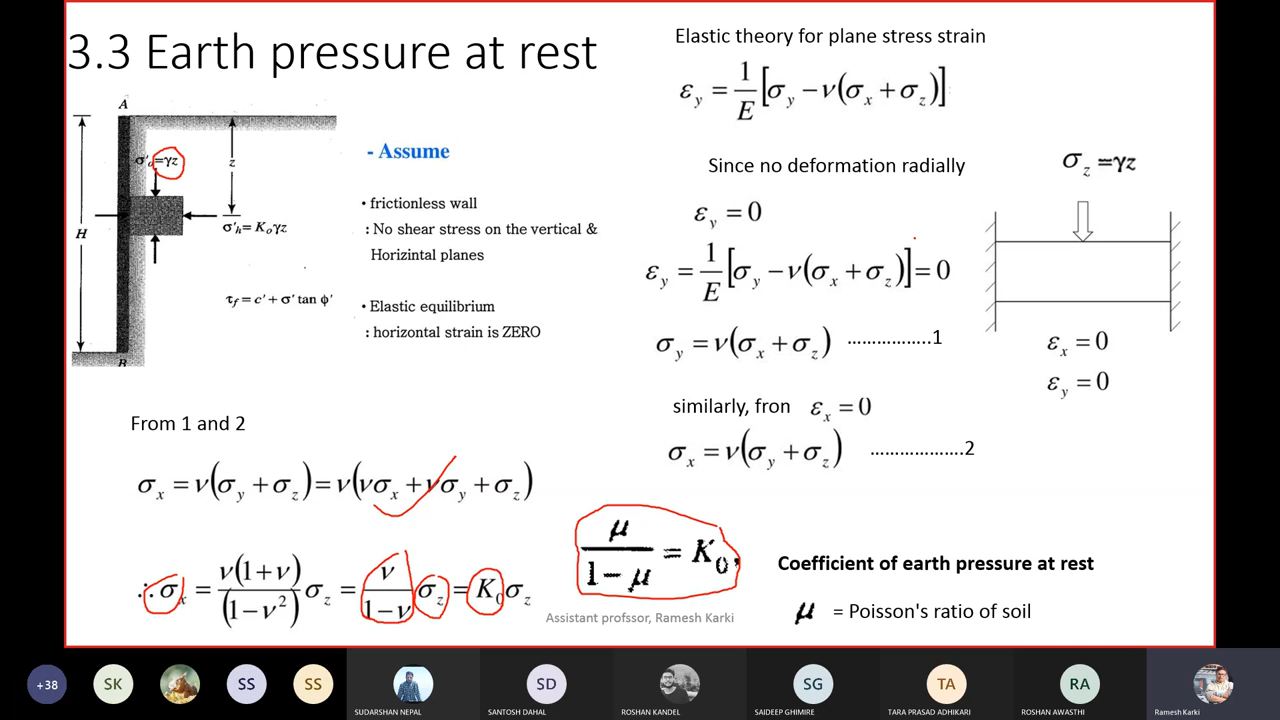 3.3 Earth pressure at rest
A
σ'o=γz
z
H
σ'h = Koγz
τf = c' + σ' tan ϕ'
B
- Assume
• frictionless wall
: No shear stress on the vertical &
Horizintal planes
• Elastic equilibrium
: horizontal strain is ZERO
Elastic theory for plane stress strain
εy = 1/E [σy − ν(σx + σz)]
Since no deformation radially
εy = 0
εy = 1/E [σy − ν(σx + σz)] = 0
σy = ν(σx + σz) ................1
similarly, fron εx = 0
σx = ν(σy + σz) ..................2
σz =γz
εx = 0
εy = 0
From 1 and 2
σx = ν(σy + σz) = ν(νσx + νσy + σz)
∴ σx = ν(1+ν)/(1−ν²) σz = ν/(1−ν) σz = K0σz
μ/(1−μ) = K0,
Coefficient of earth pressure at rest
μ = Poisson's ratio of soil
Assistant profssor, Ramesh Karki
+38
SK
SS
SS
SUDARSHAN NEPAL
SD
SANTOSH DAHAL
ROSHAN KANDEL
SG
SAIDEEP GHIMIRE
TA
TARA PRASAD ADHIKARI
RA
ROSHAN AWASTHI
Ramesh Karki